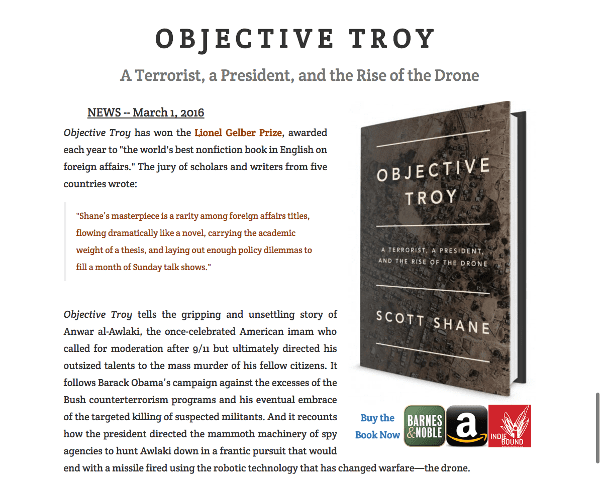 OBJECTIVE TROY
A Terrorist, a President, and the Rise of the Drone
NEWS -- March 1, 2016
Objective Troy has won the Lionel Gelber Prize, awarded
each year to "the world's best nonfiction book in English on
foreign affairs." The jury of scholars and writers from five
countries wrote:
"Shane's masterpiece is a rarity among foreign affairs titles,
flowing dramatically like a novel, carrying the academic
weight of a thesis, and laying out enough policy dilemmas to
fill a month of Sunday talk shows."
Objective Troy tells the gripping and unsettling story of
Anwar al-Awlaki, the once-celebrated American imam who
called for moderation after 9/11 but ultimately directed his
outsized talents to the mass murder of his fellow citizens. It
follows Barack Obama's campaign against the excesses of the
Bush counterterrorism programs and his eventual embrace
of the targeted killing of suspected militants. And it recounts
how the president directed the mammoth machinery of spy
agencies to hunt Awlaki down in a frantic pursuit that would
end with a missile fired using the robotic technology that has changed warfare—the drone.
OBJECTIVE
TROY
A TERRORIST, A PRESIDENT,
AND THE RISE OF THE DRONE
SCOTT SHANE
Buy the
Book Now
BARNES
&NOBLE
a
INDIE
BOUND